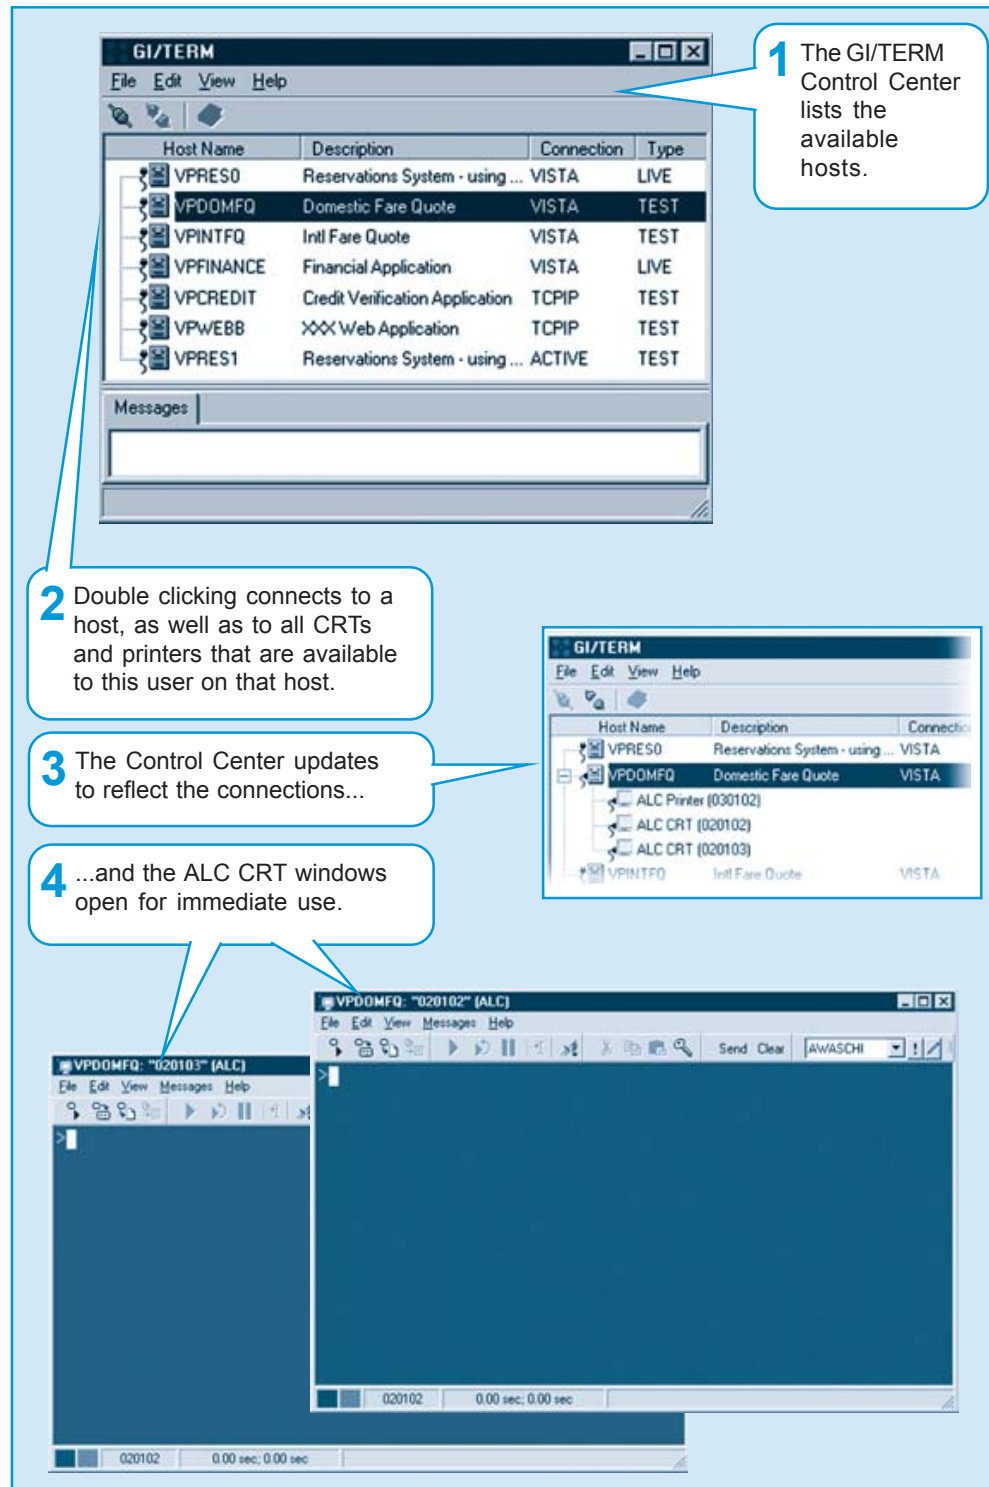 GI/TERM
File Edit View Help
Host Name Description Connection Type
VPRES0 Reservations System - using ... VISTA LIVE
VPDOMFQ Domestic Fare Quote VISTA TEST
VPINTFQ Intl Fare Quote VISTA TEST
VPFINANCE Financial Application VISTA LIVE
VPCREDIT Credit Verification Application TCPIP TEST
VPWEBB XXX Web Application TCPIP TEST
VPRES1 Reservations System - using ... ACTIVE TEST
Messages
1 The GI/TERM
Control Center
lists the
available
hosts.
2 Double clicking connects to a
host, as well as to all CRTs
and printers that are available
to this user on that host.
3 The Control Center updates
to reflect the connections...
GI/TERM
File Edit View Help
Host Name Description Connectio
VPRES0 Reservations System - using ... VISTA
VPDOMFQ Domestic Fare Quote VISTA
ALC Printer (030102)
ALC CRT (020102)
ALC CRT (020103)
VPINTFQ Intl Fare Quote VISTA
4 ...and the ALC CRT windows
open for immediate use.
VPDOMFQ: "020102" (ALC)
File Edit View Messages Help
Send Clear AWASCHI
>
020102 0.00 sec; 0.00 sec
VPDOMFQ: "020103" (ALC)
File Edit View Messages Help
>
020102 0.00 sec; 0.00 sec